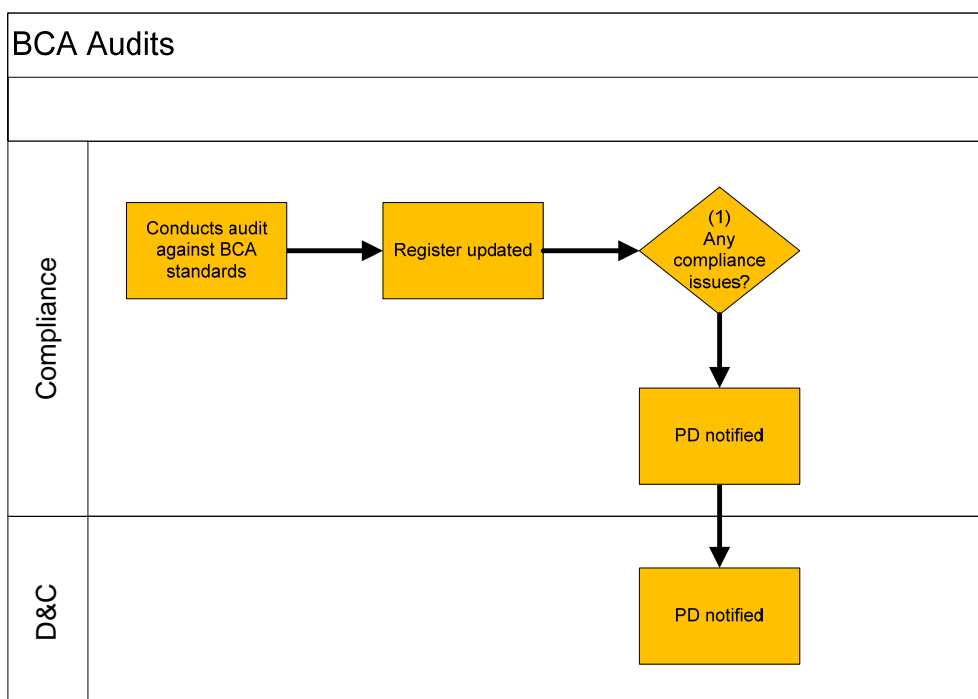 BCA Audits
Compliance
Conducts audit
against BCA
standards
Register updated
(1)
Any
compliance
issues?
PD notified
D&C
PD notified